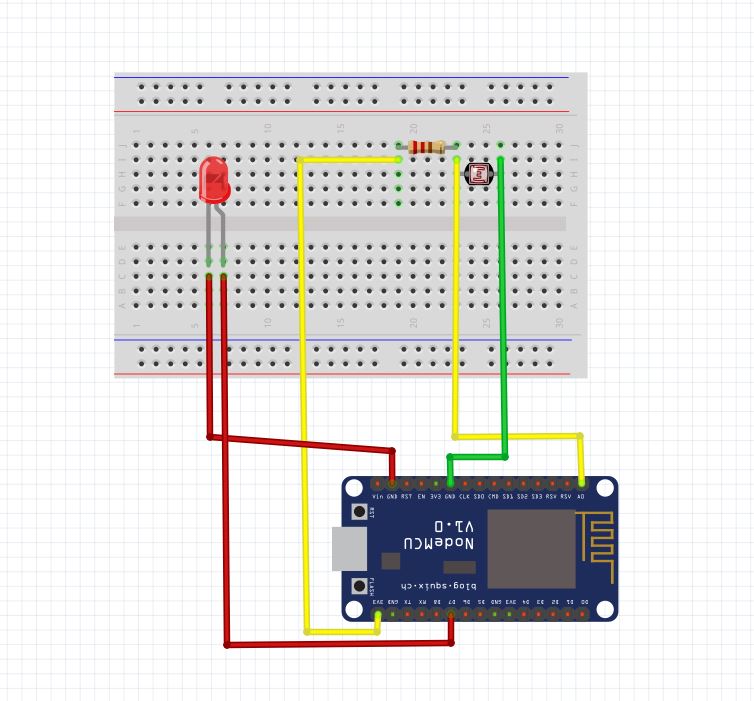 1 5 10 15 20 25 30
J J
I I
H H
G G
F F
E E
D D
C C
B B
A A
1 5 10 15 20 25 30
Vin GND RST EN 3V3 GND CLK SD0 CMD SD1 SD2 SD3 RSV RSV A0
RST
NodeMCU
V1.0
blog.squix.ch
FLASH
3V3 GND TX RX D8 D7 D6 D5 GND 3V3 D4 D3 D2 D1 D0